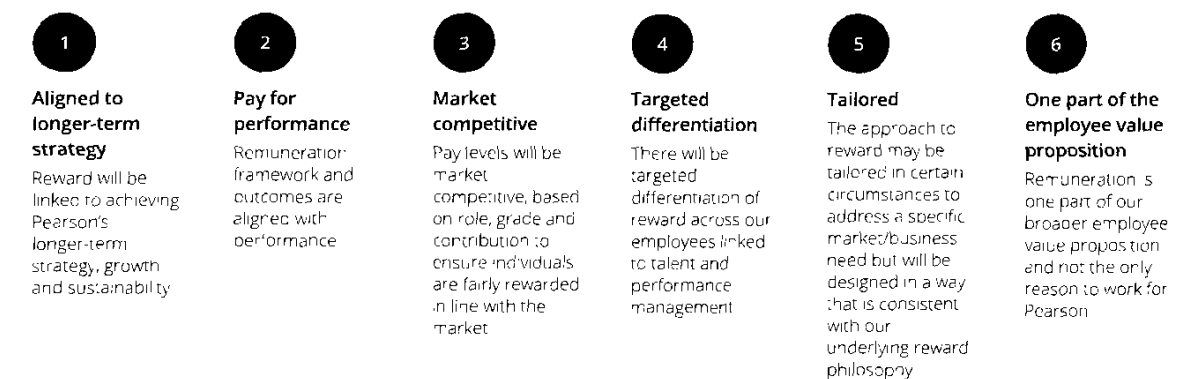 1
Aligned to
longer-term
strategy
Reward will be
linked to achieving
Pearson's
longer-term
strategy, growth
and sustainability
2
Pay for
performance
Remuneration
framework and
outcomes are
aligned with
performance
3
Market
competitive
Pay levels will be
market
competitive, based
on role, grade and
contribution to
ensure individuals
are fairly rewarded
in line with the
market
4
Targeted
differentiation
There will be
targeted
differentiation of
reward across our
employees linked
to talent and
performance
management
5
Tailored
The approach to
reward may be
tailored in certain
circumstances to
address a specific
market/business
need but will be
designed in a way
that is consistent
with our
underlying reward
philosophy
6
One part of the
employee value
proposition
Remuneration is
one part of our
broader employee
value proposition
and not the only
reason to work for
Pearson